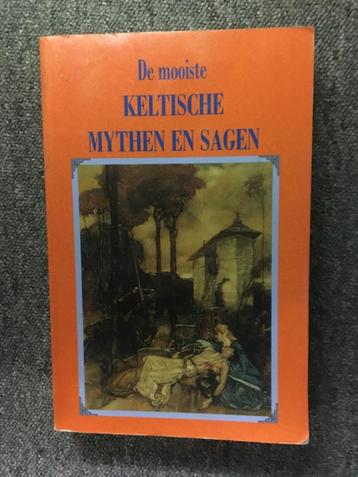 De mooiste
KELTISCHE
MYTHEN EN SAGEN